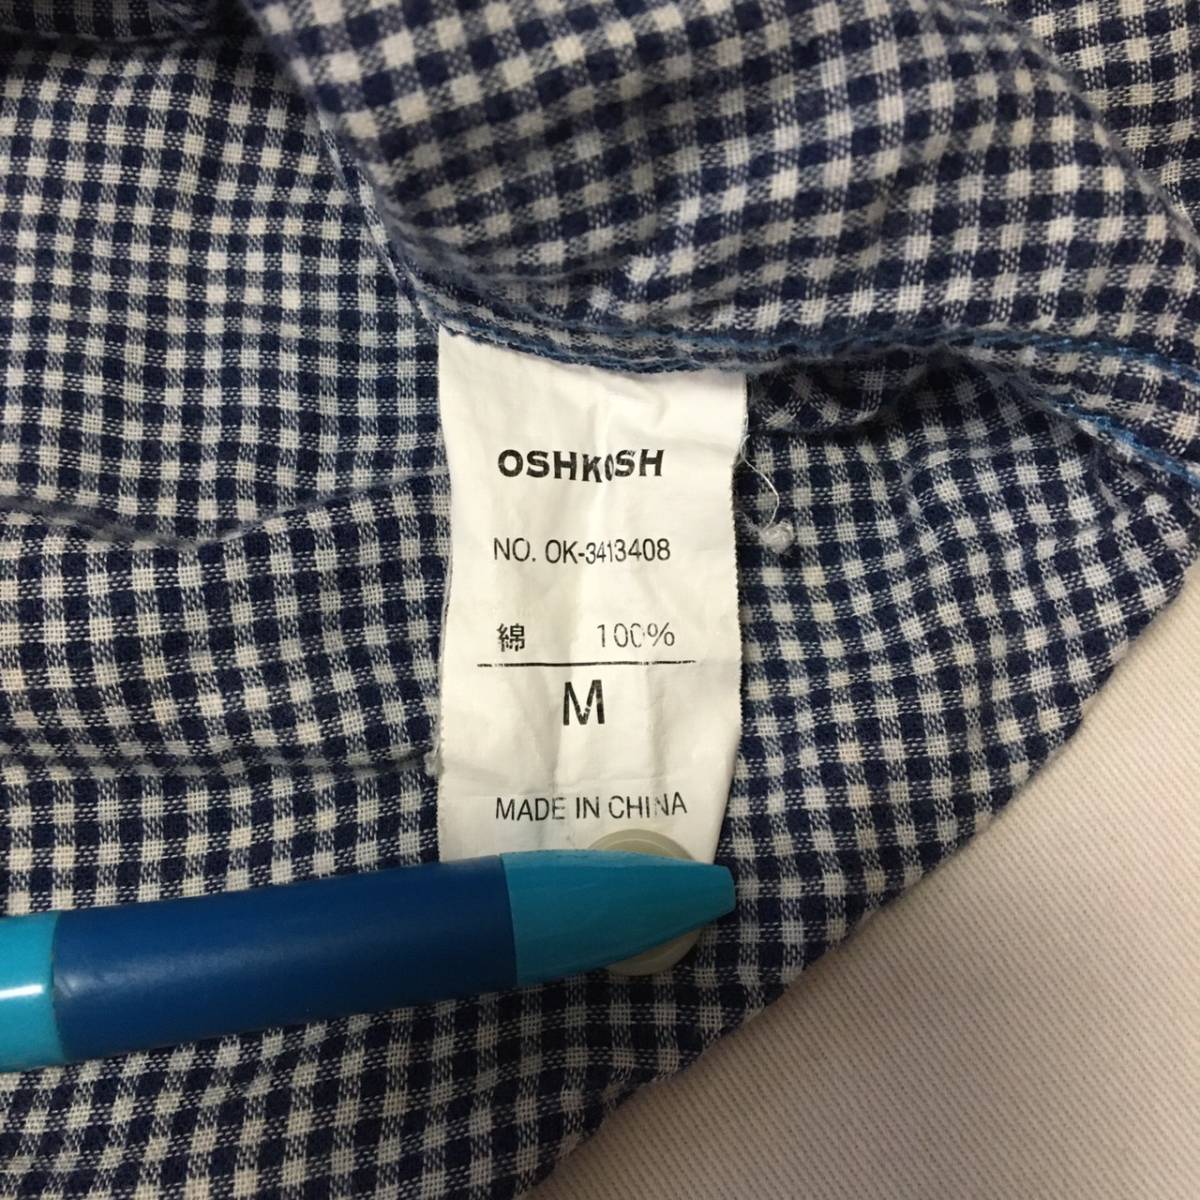 OSHKOSH
NO. OK-3413408
綿 100%
M
MADE IN CHINA